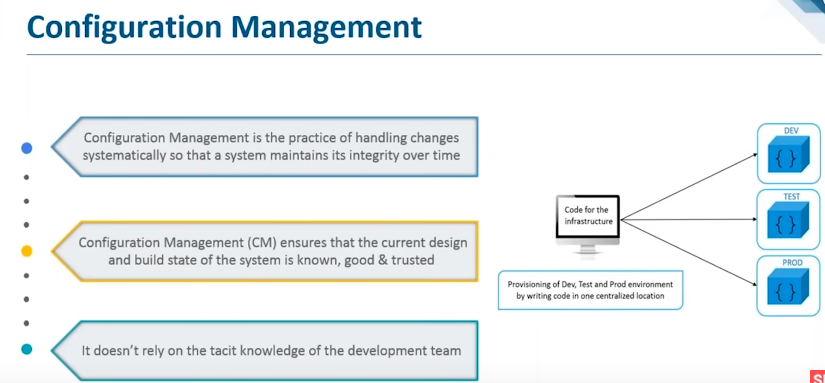 Configuration Management
Configuration Management is the practice of handling changes
systematically so that a system maintains its integrity over time
Configuration Management (CM) ensures that the current design
and build state of the system is known, good & trusted
It doesn't rely on the tacit knowledge of the development team
Code for the
infrastructure
Provisioning of Dev, Test and Prod environment
by writing code in one centralized location
DEV
{ }
TEST
{ }
PROD
{ }